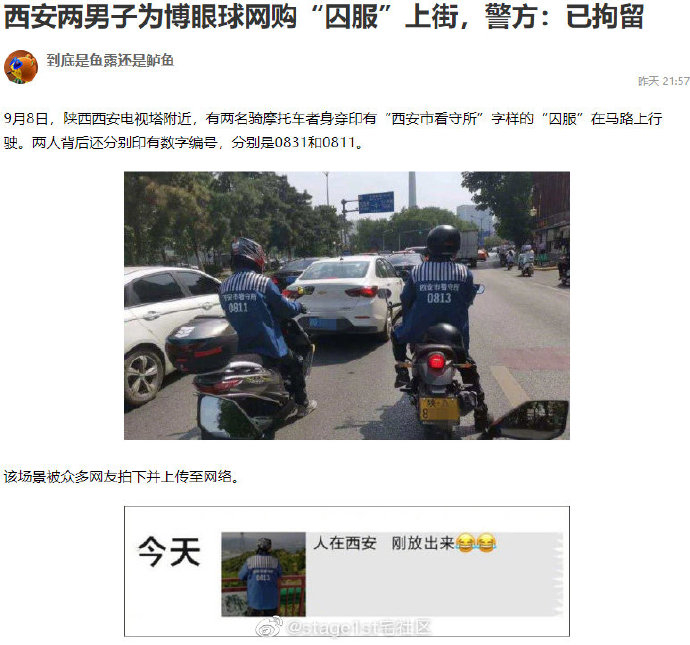 西安两男子为博眼球网购“囚服”上街，警方：已拘留
到底是鱼露还是鲈鱼
昨天 21:57
9月8日，陕西西安电视塔附近，有两名骑摩托车者身穿印有“西安市看守所”字样的“囚服”在马路上行
驶。两人背后还分别印有数字编号，分别是0831和0811。
西安市看守所
0811
西安市看守所
0813
该场景被众多网友拍下并上传至网络。
今天
人在西安 刚放出来😂😂
0813
@stage1st宅社区